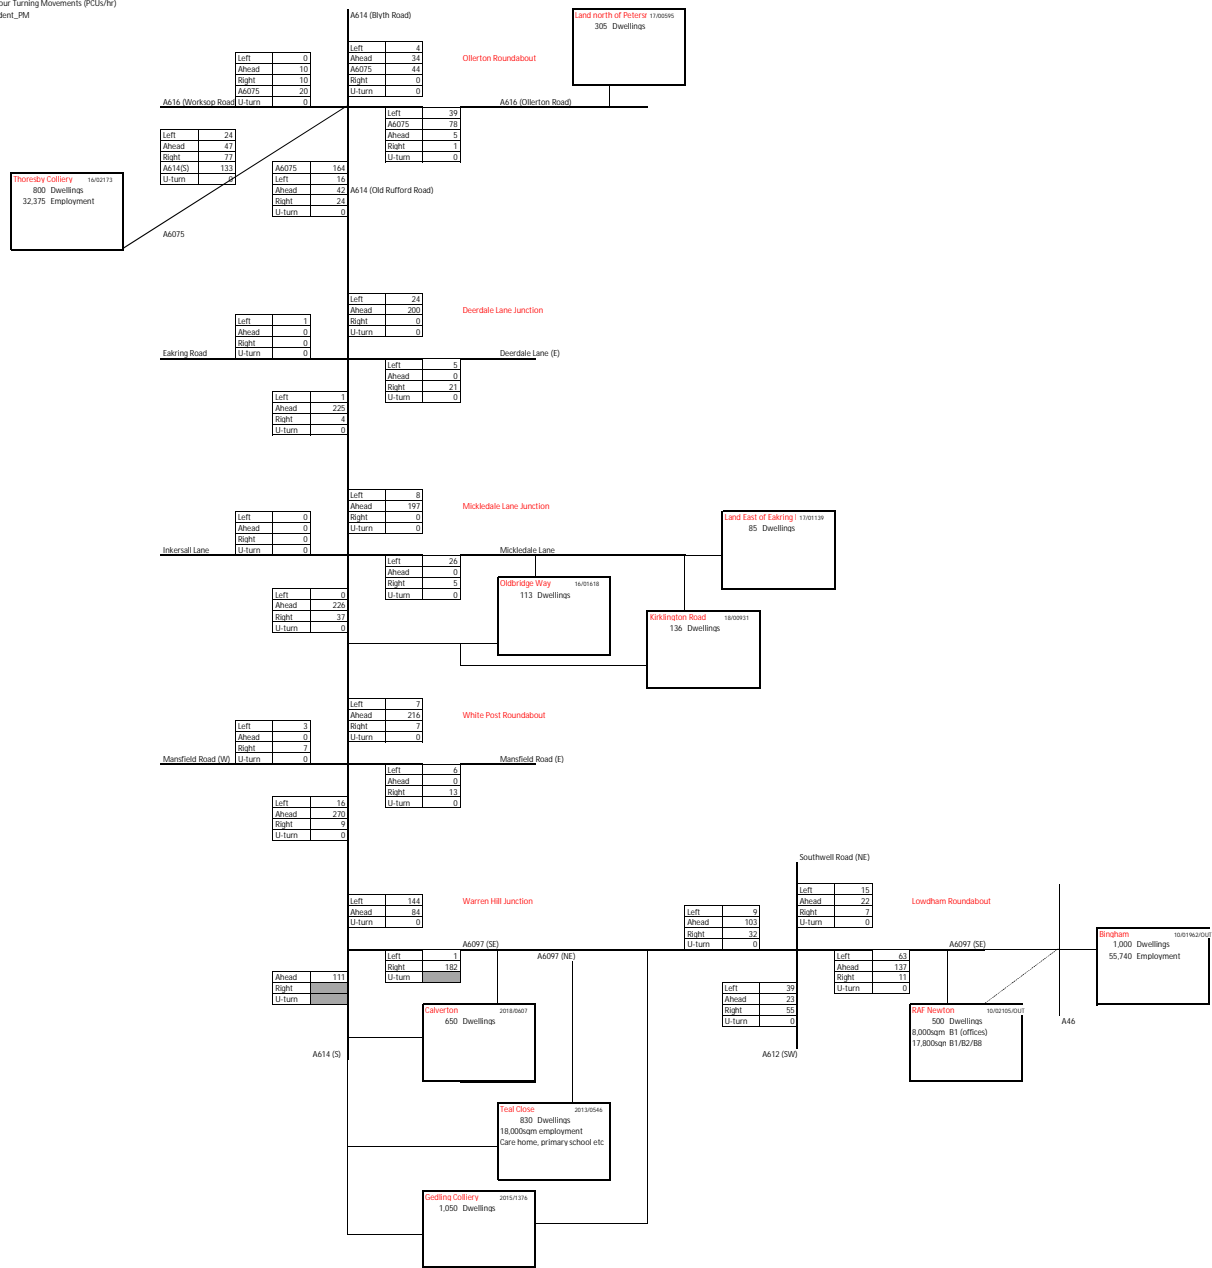 our Turning Movements (PCUs/hr)
dent_PM
A614 (Blyth Road)
Land north of Petersr 17/00595
305 Dwellings
Left 4
Ahead 34
A6075 44
Right 0
U-turn 0
Ollerton Roundabout
Left 0
Ahead 10
Right 10
A6075 20
U-turn 0
A616 (Worksop Road
A616 (Ollerton Road)
Left 39
A6075 78
Ahead 5
Right 1
U-turn 0
Left 24
Ahead 47
Right 77
A614(S) 133
U-turn 0
A6075 164
Left 16
Ahead 42
Right 24
U-turn 0
A614 (Old Rufford Road)
Thoresby Colliery 16/02173
800 Dwellings
32,375 Employment
A6075
Left 24
Ahead 200
Right 0
U-turn 0
Deerdale Lane Junction
Left 1
Ahead 0
Right 0
U-turn 0
Eakring Road
Deerdale Lane (E)
Left 5
Ahead 0
Right 21
U-turn 0
Left 1
Ahead 225
Right 4
U-turn 0
Left 8
Ahead 197
Right 0
U-turn 0
Mickledale Lane Junction
Left 0
Ahead 0
Right 0
U-turn 0
Inkersall Lane
Mickledale Lane
Land East of Eakring 17/01139
85 Dwellings
Left 26
Ahead 0
Right 5
U-turn 0
Oldbridge Way 16/01618
113 Dwellings
Left 0
Ahead 226
Right 37
U-turn 0
Kirklington Road 18/00931
136 Dwellings
Left 7
Ahead 216
Right 7
U-turn 0
White Post Roundabout
Left 3
Ahead 0
Right 7
U-turn 0
Mansfield Road (W)
Mansfield Road (E)
Left 6
Ahead 0
Right 13
U-turn 0
Left 16
Ahead 270
Right 9
U-turn 0
Southwell Road (NE)
Left 144
Ahead 84
U-turn 0
Warren Hill Junction
Left 9
Ahead 103
Right 32
U-turn 0
Left 15
Ahead 22
Right 7
U-turn 0
Lowdham Roundabout
A6097 (SE)
A6097 (NE)
A6097 (SE)
Bingham 10/01962/OUT
1,000 Dwellings
55,740 Employment
Left 1
Right 182
U-turn
Left 63
Ahead 137
Right 11
U-turn 0
Ahead 111
Right
U-turn
Left 39
Ahead 23
Right 55
U-turn 0
Calverton 2018/0607
650 Dwellings
RAF Newton 10/02105/OUT
500 Dwellings
8,000sqm B1 (offices)
17,800sqn B1/B2/B8
A46
A614 (S)
A612 (SW)
Teal Close 2013/0546
830 Dwellings
18,000sqm employment
Care home, primary school etc
Gedling Colliery 2015/1376
1,050 Dwellings